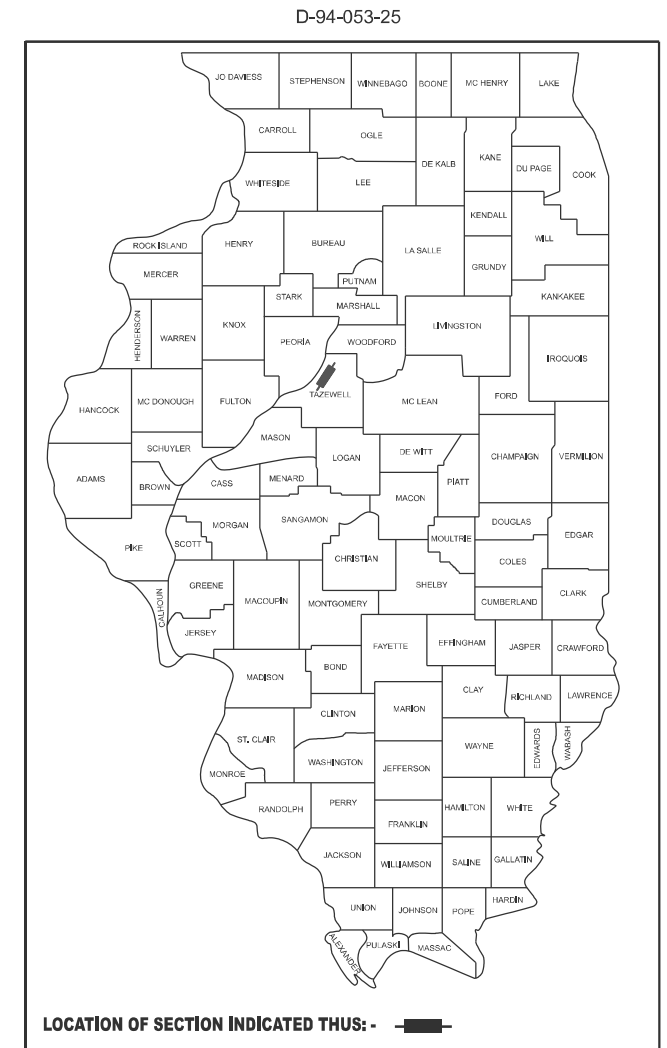 D-94-053-25
JO DAVIESS
STEPHENSON
WINNEBAGO
BOONE
MC HENRY
LAKE
CARROLL
OGLE
DE KALB
KANE
DU PAGE
COOK
WHITESIDE
LEE
KENDALL
WILL
ROCK ISLAND
HENRY
BUREAU
LA SALLE
GRUNDY
MERCER
PUTNAM
STARK
MARSHALL
KANKAKEE
HENDERSON
WARREN
KNOX
PEORIA
WOODFORD
LIVINGSTON
IROQUOIS
TAZEWELL
HANCOCK
MC DONOUGH
FULTON
MC LEAN
FORD
MASON
SCHUYLER
LOGAN
DE WITT
CHAMPAIGN
VERMILION
ADAMS
BROWN
CASS
MENARD
PIATT
MACON
MORGAN
SANGAMON
DOUGLAS
EDGAR
PIKE
SCOTT
CHRISTIAN
MOULTRIE
COLES
GREENE
SHELBY
CALHOUN
MACOUPIN
MONTGOMERY
CUMBERLAND
CLARK
JERSEY
FAYETTE
EFFINGHAM
JASPER
CRAWFORD
MADISON
BOND
CLAY
RICHLAND
LAWRENCE
CLINTON
MARION
ST. CLAIR
WAYNE
EDWARDS
WABASH
MONROE
WASHINGTON
JEFFERSON
RANDOLPH
PERRY
HAMILTON
WHITE
FRANKLIN
JACKSON
WILLIAMSON
SALINE
GALLATIN
UNION
JOHNSON
POPE
HARDIN
ALEXANDER
PULASKI
MASSAC
LOCATION OF SECTION INDICATED THUS: -